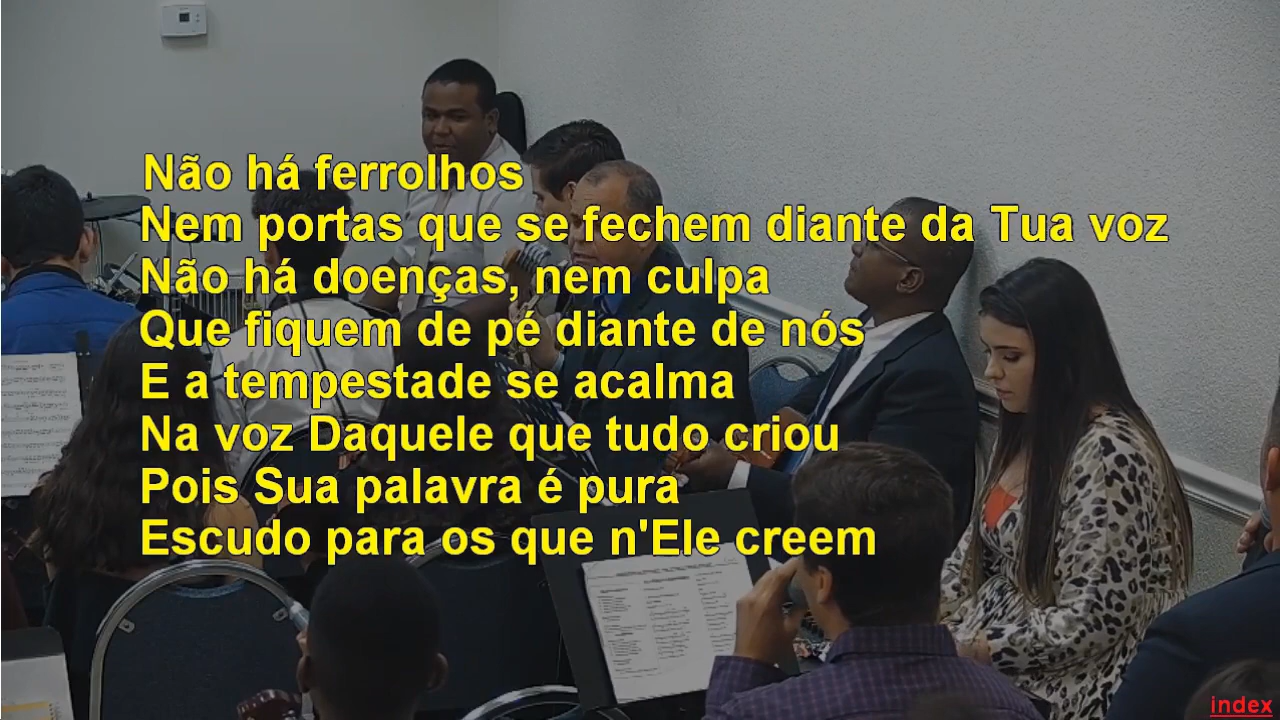 Não há ferrolhos
Nem portas que se fechem diante da Tua voz
Não há doenças, nem culpa
Que fiquem de pé diante de nós
E a tempestade se acalma
Na voz Daquele que tudo criou
Pois Sua palavra é pura
Escudo para os que n'Ele creem
index